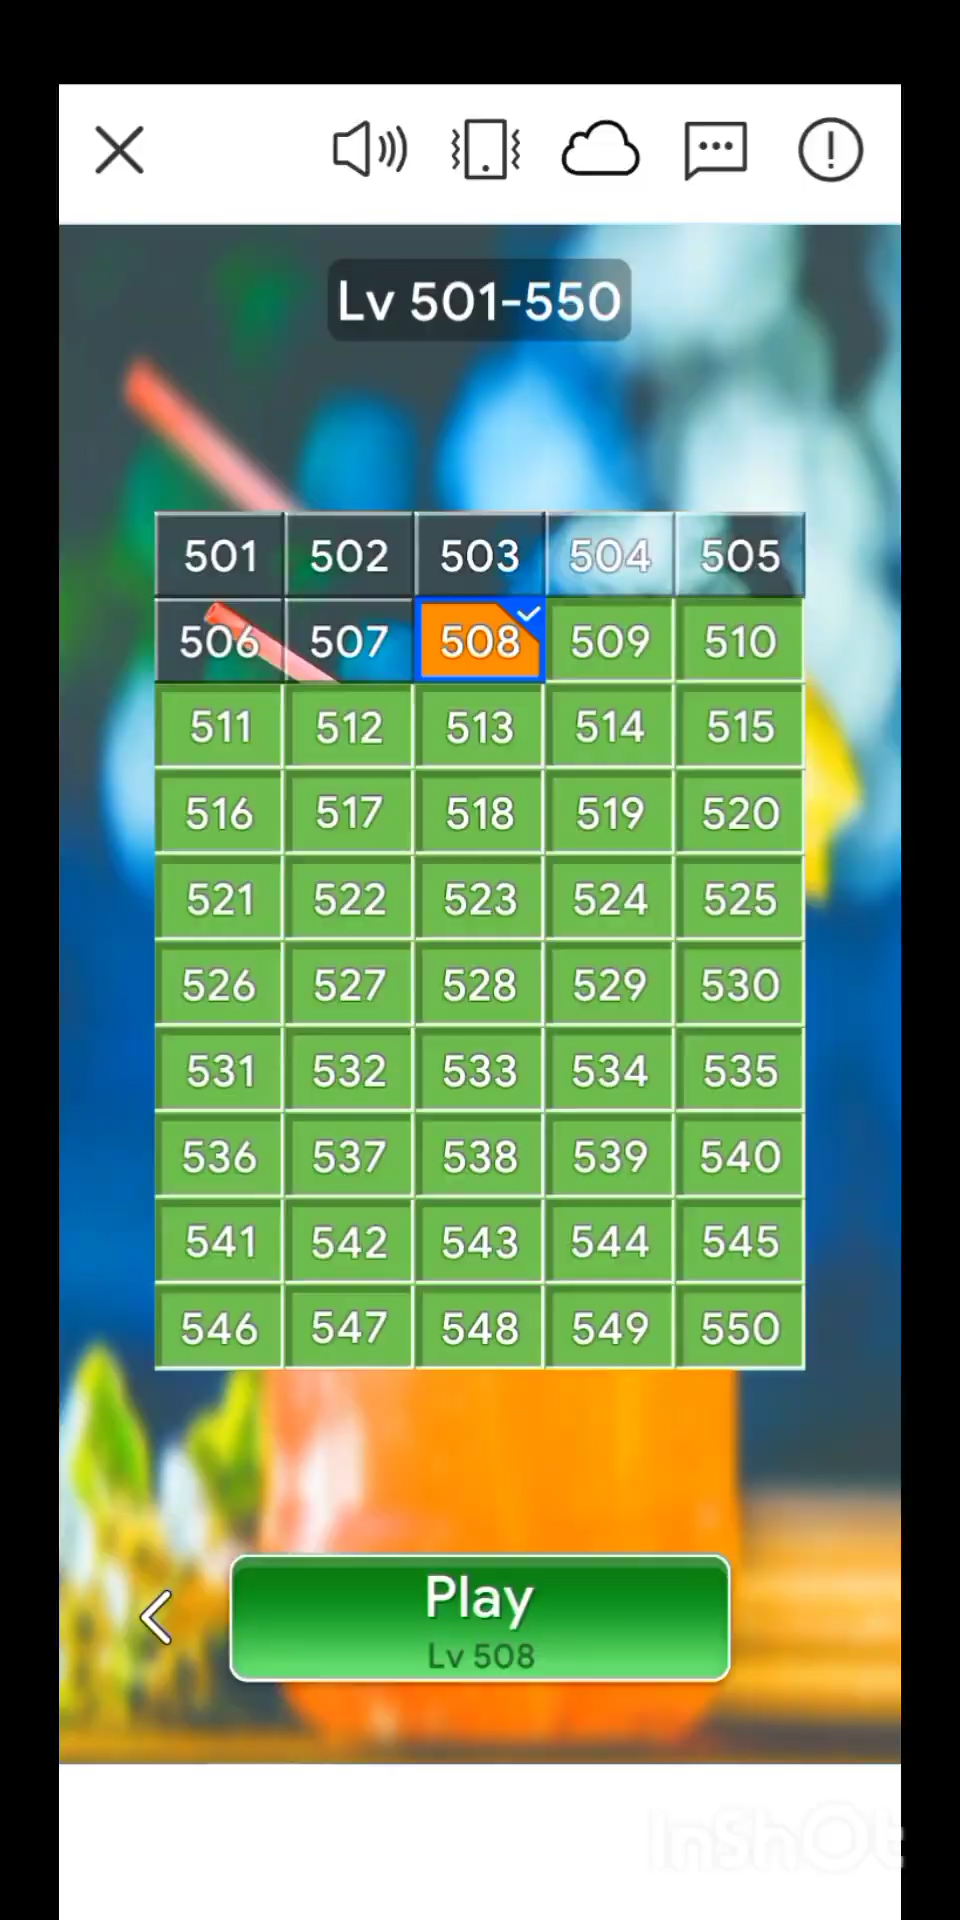 Lv 501-550
501 502 503 504 505
506 507 508 509 510
511 512 513 514 515
516 517 518 519 520
521 522 523 524 525
526 527 528 529 530
531 532 533 534 535
536 537 538 539 540
541 542 543 544 545
546 547 548 549 550
Play
Lv 508
InShOt